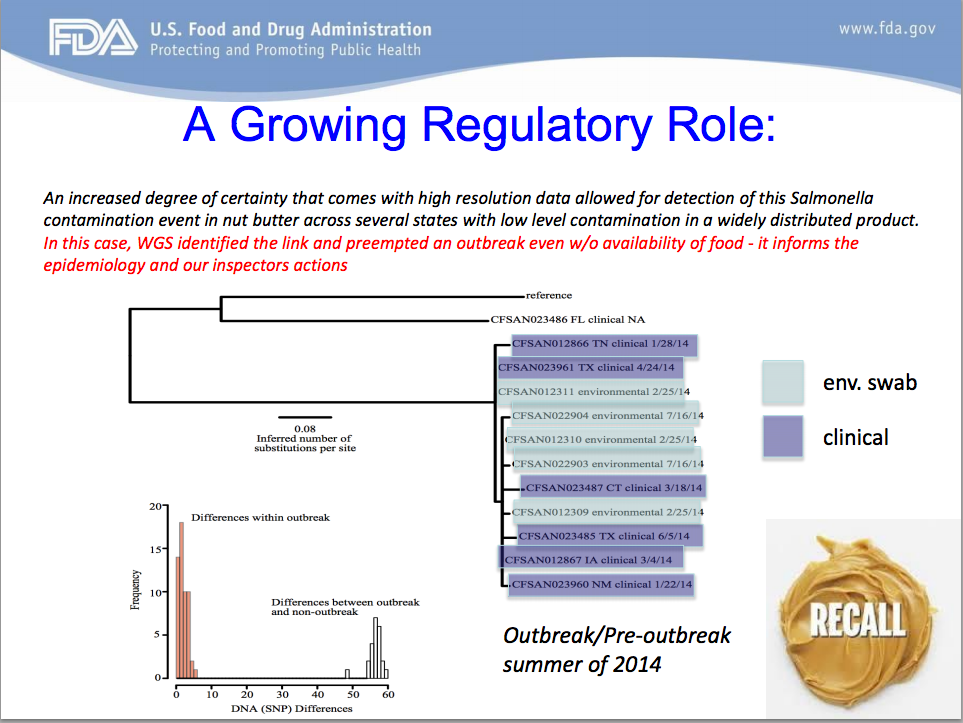 FDA
U.S. Food and Drug Administration
Protecting and Promoting Public Health
www.fda.gov
A Growing Regulatory Role:
An increased degree of certainty that comes with high resolution data allowed for detection of this Salmonella
contamination event in nut butter across several states with low level contamination in a widely distributed product.
In this case, WGS identified the link and preempted an outbreak even w/o availability of food - it informs the
epidemiology and our inspectors actions
reference
CFSAN023486 FL clinical NA
CFSAN012866 TN clinical 1/28/14
CFSAN023961 TX clinical 4/24/14
CFSAN012311 environmental 2/25/14
CFSAN022904 environmental 7/16/14
CFSAN012310 environmental 2/25/14
CFSAN022903 environmental 7/16/14
CFSAN023487 CT clinical 3/18/14
CFSAN012309 environmental 2/25/14
CFSAN023485 TX clinical 6/5/14
CFSAN012867 IA clinical 3/4/14
CFSAN023960 NM clinical 1/22/14
0.08
Inferred number of
substitutions per site
env. swab
clinical
20
15
10
5
0
Frequency
Differences within outbreak
Differences between outbreak
and non-outbreak
0 10 20 30 40 50 60
DNA (SNP) Differences
Outbreak/Pre-outbreak
summer of 2014
RECALL